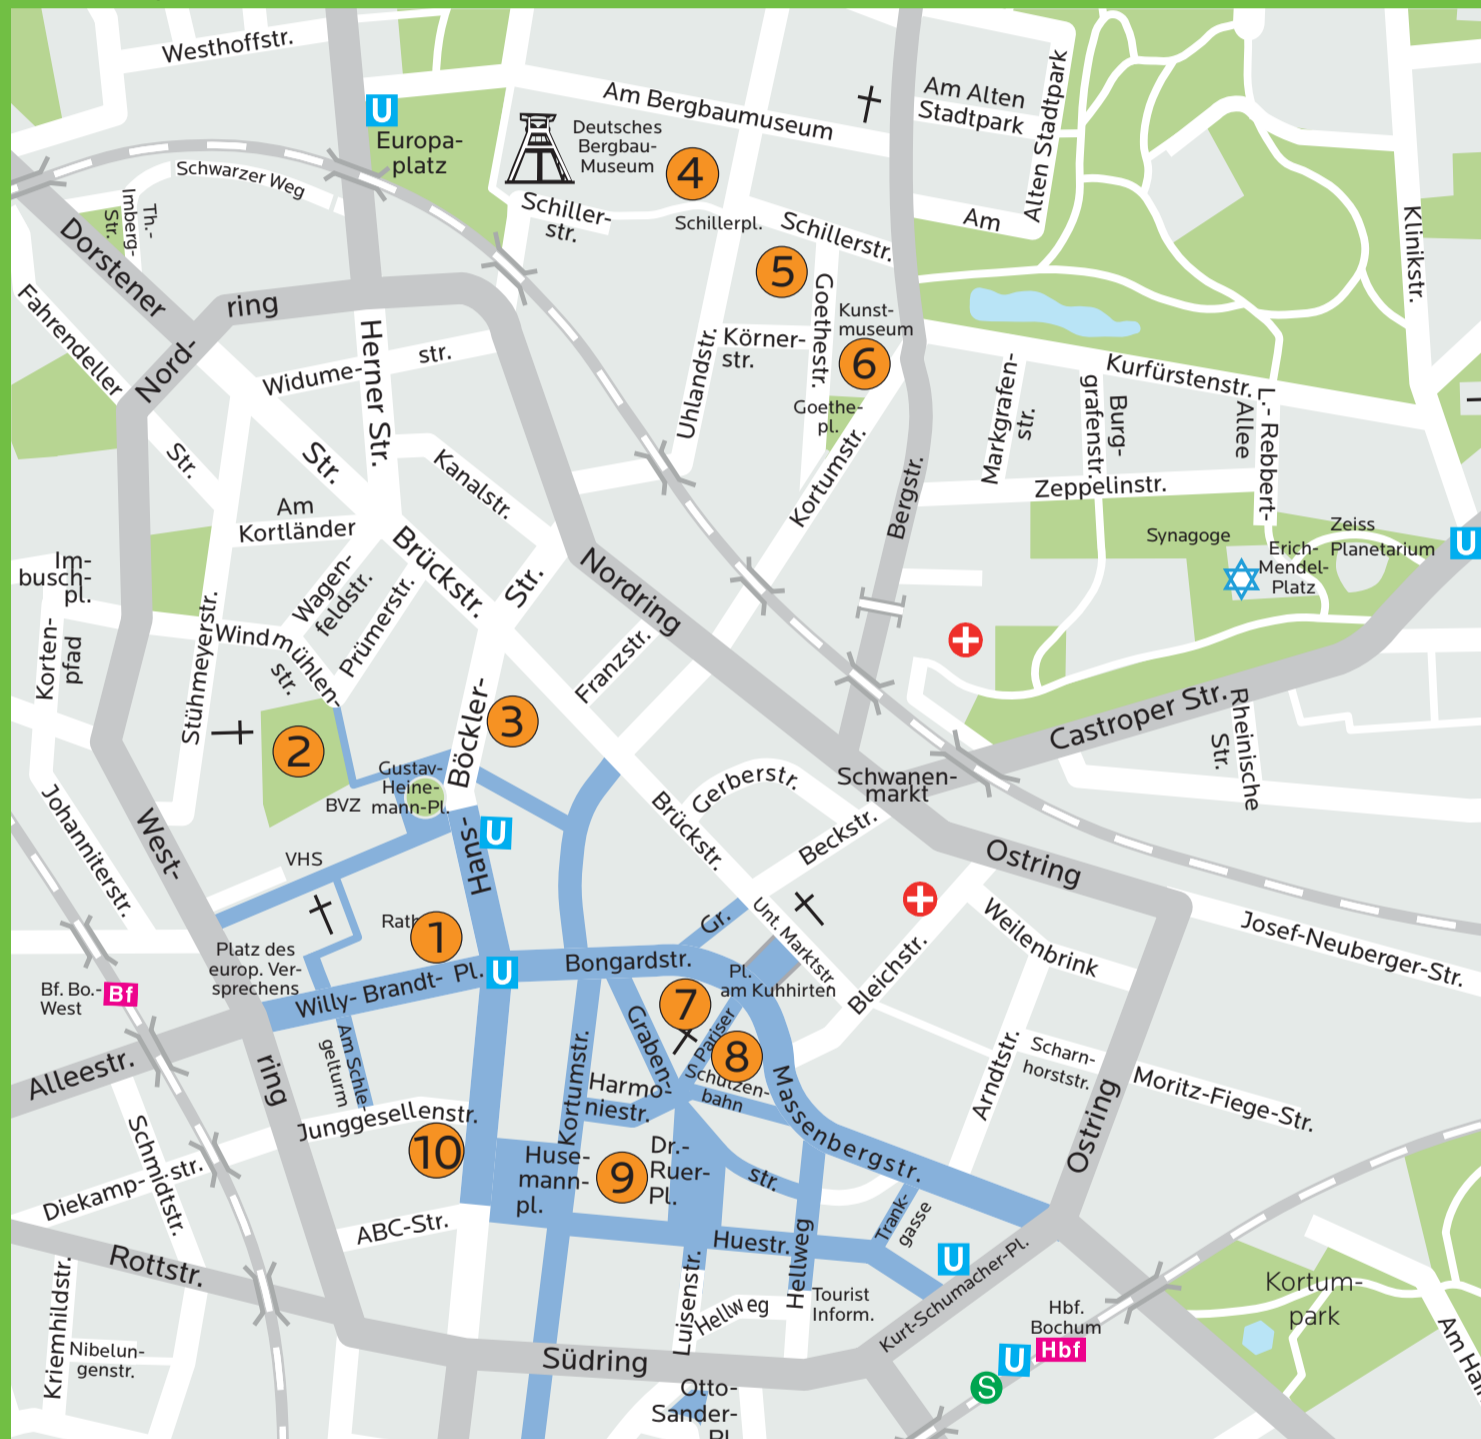 Westhoffstr.
U
Europa-
platz
Am Bergbaumuseum
Deutsches
Bergbau-
Museum
4
Am Alten
Stadtpark
Alten Stadtpark
Am
Schwarzer Weg
Th.-
Imberg-
Str.
Schiller-
str.
Schillerpl.
Schillerstr.
Klinikstr.
Dorstener
5
Goethestr.
Fahrendeller
ring
Nord-
Herner Str.
Widume-
str.
Kunst-
museum
Körner-
str.
6
Uhlandstr.
Goethe-
pl.
Kortumstr.
Kurfürstenstr.
Markgrafen-
str.
Burg-
grafenstr.
L.- Rebbert-
Allee
Str.
Str.
Kanalstr.
Bergstr.
Zeppelinstr.
Am
Kortländer
Brückstr.
Str.
Nordring
Synagoge
Zeiss
Planetarium
U
Erich-
Mendel-
Platz
Im-
busch-
pl.
Wagen-
feldstr.
Prümerstr.
Korten-
pfad
Stühmeyerstr.
Windmühlen-
str.
Franzstr.
Böckler-
3
2
Castroper Str.
Rheinische
Str.
Gustav-
Heine-
mann-Pl.
BVZ
Schwanen-
markt
Gerberstr.
Johanniterstr.
West-
Hans-
U
Brückstr.
Beckstr.
VHS
Ostring
Rat
1
Gr.
Unt. Marktstr.
Weilenbrink
Josef-Neuberger-Str.
Platz des
europ. Ver-
sprechens
Willy- Brandt- Pl.
U
Bongardstr.
Pl.
am Kuhhirten
Bleichstr.
Bf. Bo.-
West
Bf
7
Pariser
8
Graben-
Alleestr.
ring
Am Schle-
gelturm
Kortumstr.
Harmo-
niestr.
Schützen-
bahn
Massenbergstr.
Arndtstr.
Scharn-
horststr.
Moritz-Fiege-Str.
Ostring
Junggesellenstr.
10
Schmidtstr.
Diekamp-
str.
Huse-
mann-
pl.
9
Dr.-
Ruer-
Pl.
str.
Trank-
gasse
ABC-Str.
Huestr.
Hellweg
U
Rottstr.
Luisenstr.
Hellweg
Tourist
Inform.
Kurt-Schumacher-Pl.
Hbf.
Bochum
Hbf
U
S
Kortum-
park
Kriemhildstr.
Nibelun-
genstr.
Südring
Otto-
Sander-
Pl.